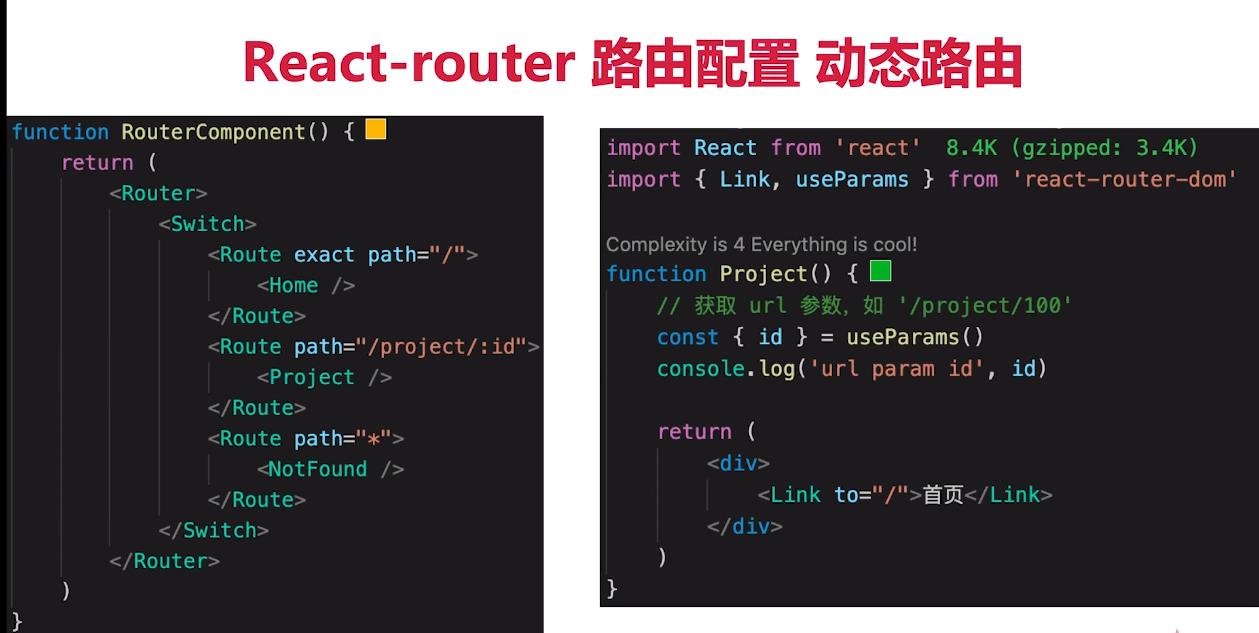 React-router 路由配置 动态路由
function RouterComponent() {
return (
<Router>
<Switch>
<Route exact path="/">
<Home />
</Route>
<Route path="/project/:id">
<Project />
</Route>
<Route path="*">
<NotFound />
</Route>
</Switch>
</Router>
)
}
import React from 'react' 8.4K (gzipped: 3.4K)
import { Link, useParams } from 'react-router-dom'
Complexity is 4 Everything is cool!
function Project() {
// 获取 url 参数，如 '/project/100'
const { id } = useParams()
console.log('url param id', id)
return (
<div>
<Link to="/">首页</Link>
</div>
)
}